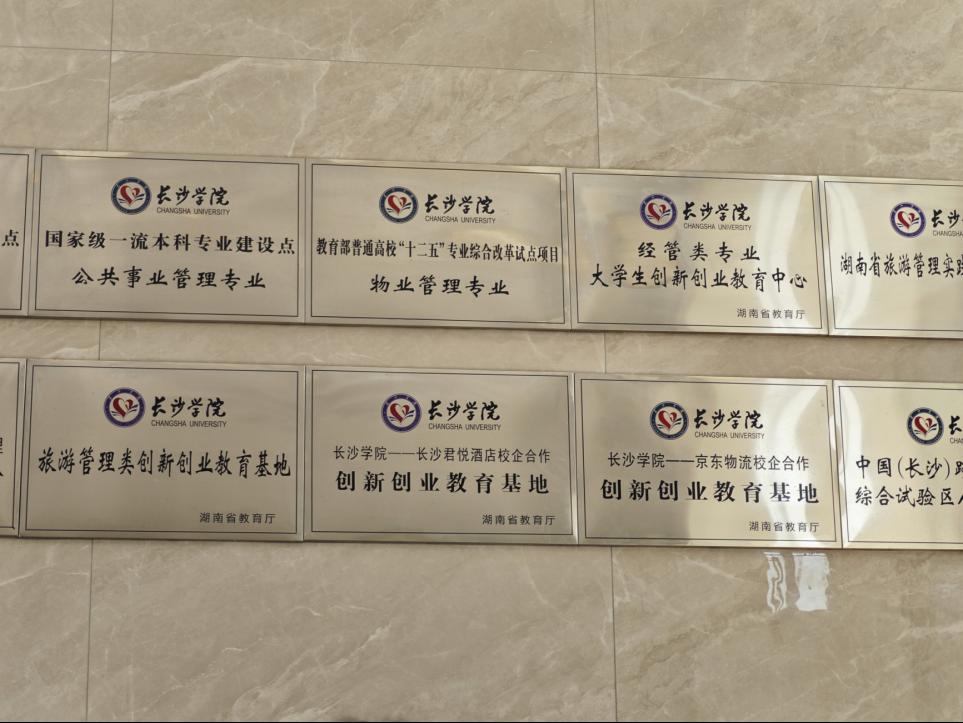 点
长沙学院
CHANGSHA UNIVERSITY
国家级一流本科专业建设点
公共事业管理专业
长沙学院
CHANGSHA UNIVERSITY
教育部普通高校“十二五”专业综合改革试点项目
物业管理专业
长沙学院
CHANGSHA UNIVERSITY
经管类专业
大学生创新创业教育中心
湖南省教育厅
长沙
CHANGSHA
湖南省旅游管理实践
长沙学院
CHANGSHA UNIVERSITY
旅游管理类创新创业教育基地
湖南省教育厅
长沙学院
CHANGSHA UNIVERSITY
长沙学院——长沙君悦酒店校企合作
创新创业教育基地
湖南省教育厅
长沙学院
CHANGSHA UNIVERSITY
长沙学院——京东物流校企合作
创新创业教育基地
湖南省教育厅
长
CHANG
中国(长沙)跨
综合试验区人